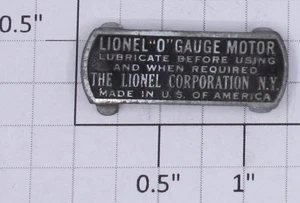 0.5"
LIONEL "O" GAUGE MOTOR
LUBRICATE BEFORE USING
AND WHEN REQUIRED
THE LIONEL CORPORATION N.Y.
MADE IN U.S. OF AMERICA
0.5" 1"